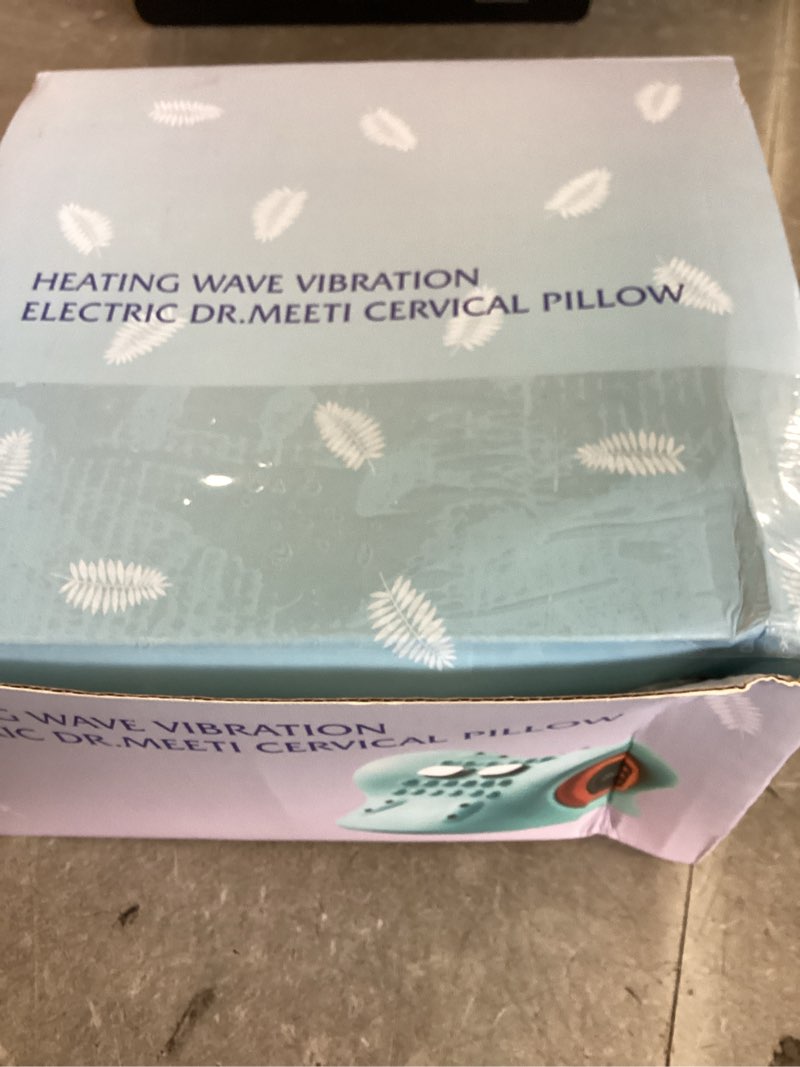 HEATING WAVE VIBRATION
ELECTRIC DR.MEETI CERVICAL PILLOW
G WAVE VIBRATION
IC DR.MEETI CERVICAL PILLOW